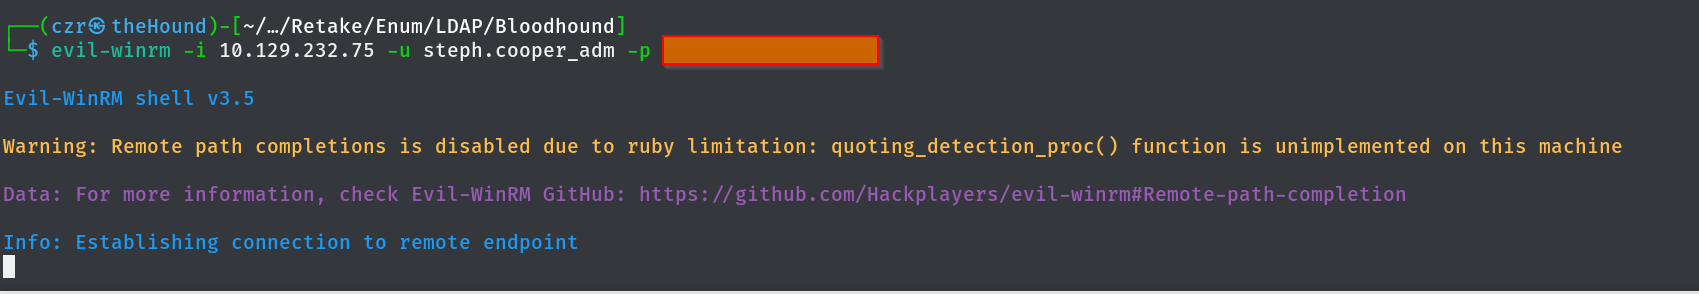 ┌──(czr㉿theHound)-[~/…/Retake/Enum/LDAP/Bloodhound]
└─$ evil-winrm -i 10.129.232.75 -u steph.cooper_adm -p
Evil-WinRM shell v3.5
Warning: Remote path completions is disabled due to ruby limitation: quoting_detection_proc() function is unimplemented on this machine
Data: For more information, check Evil-WinRM GitHub: https://github.com/Hackplayers/evil-winrm#Remote-path-completion
Info: Establishing connection to remote endpoint